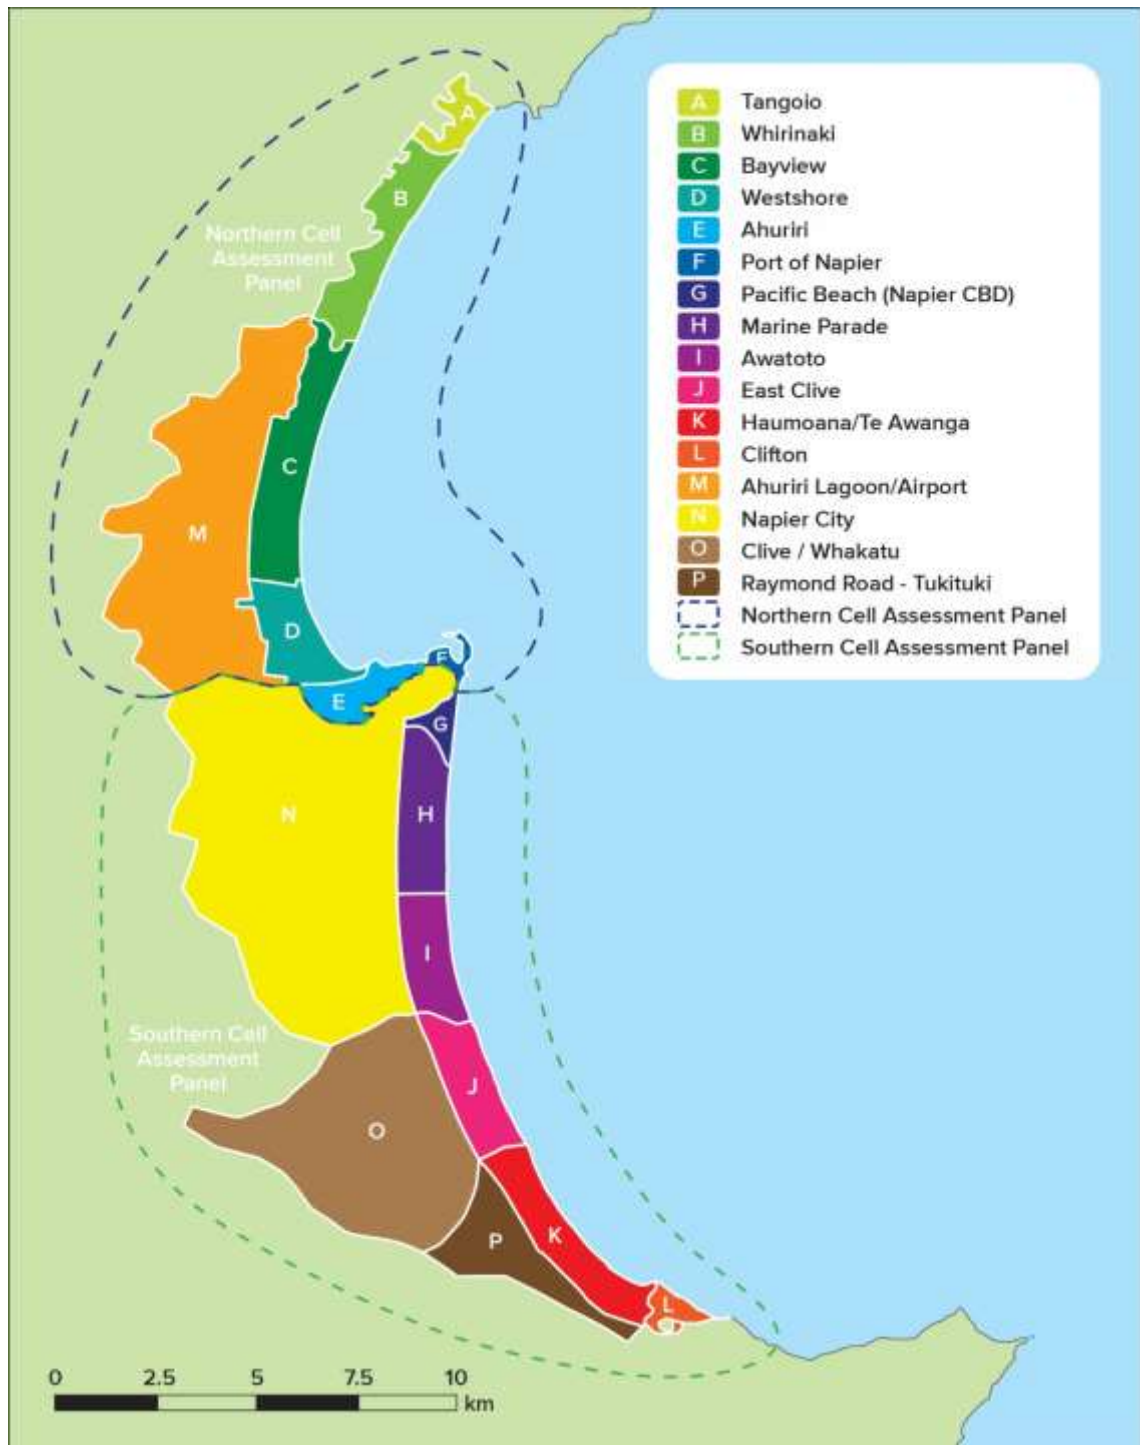 A Tangoio
B Whirinaki
C Bayview
D Westshore
E Ahuriri
F Port of Napier
G Pacific Beach (Napier CBD)
H Marine Parade
I Awatoto
J East Clive
K Haumoana/Te Awanga
L Clifton
M Ahuriri Lagoon/Airport
N Napier City
O Clive / Whakatu
P Raymond Road - Tukituki
Northern Cell Assessment Panel
Southern Cell Assessment Panel
A
B
Northern Cell
Assessment
Panel
C
M
D
F
E
G
N
H
I
Southern Cell
Assessment
Panel
J
O
K
P
L
0 2.5 5 7.5 10
km